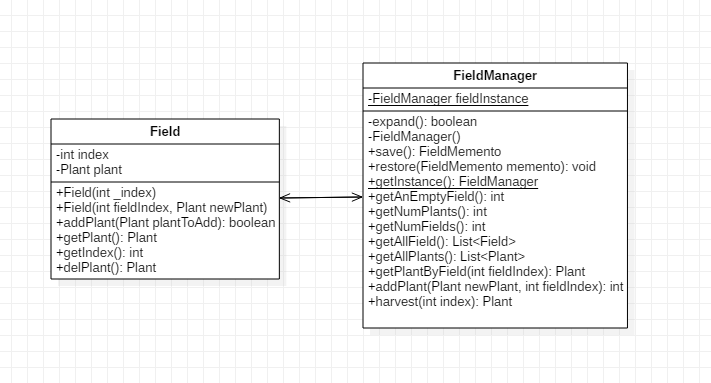 Field
-int index
-Plant plant
+Field(int _index)
+Field(int fieldIndex, Plant newPlant)
+addPlant(Plant plantToAdd): boolean
+getPlant(): Plant
+getIndex(): int
+delPlant(): Plant
FieldManager
-FieldManager fieldInstance
-expand(): boolean
-FieldManager()
+save(): FieldMemento
+restore(FieldMemento memento): void
+getInstance(): FieldManager
+getAnEmptyField(): int
+getNumPlants(): int
+getNumFields(): int
+getAllField(): List<Field>
+getAllPlants(): List<Plant>
+getPlantByField(int fieldIndex): Plant
+addPlant(Plant newPlant, int fieldIndex): int
+harvest(int index): Plant